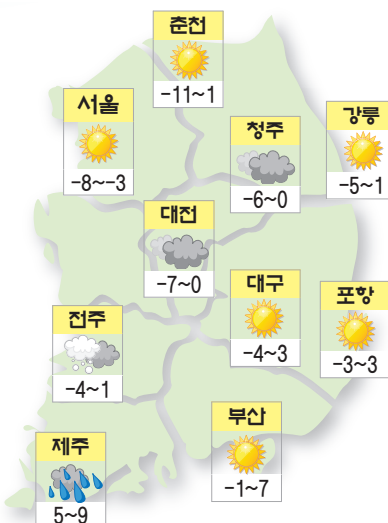 춘천
-11~1
서울
-8~-3
청주
-6~0
강릉
-5~1
대전
-7~0
대구
-4~3
포항
-3~3
전주
-4~1
부산
-1~7
제주
5~9